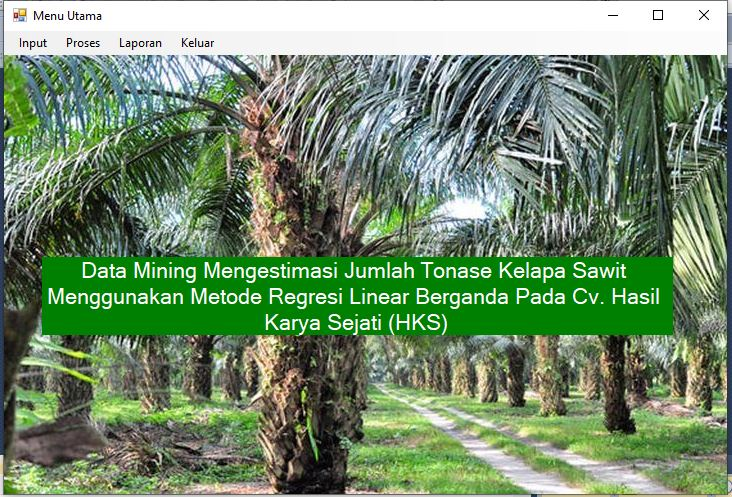 Menu Utama
Input Proses Laporan Keluar
Data Mining Mengestimasi Jumlah Tonase Kelapa Sawit
Menggunakan Metode Regresi Linear Berganda Pada Cv. Hasil
Karya Sejati (HKS)